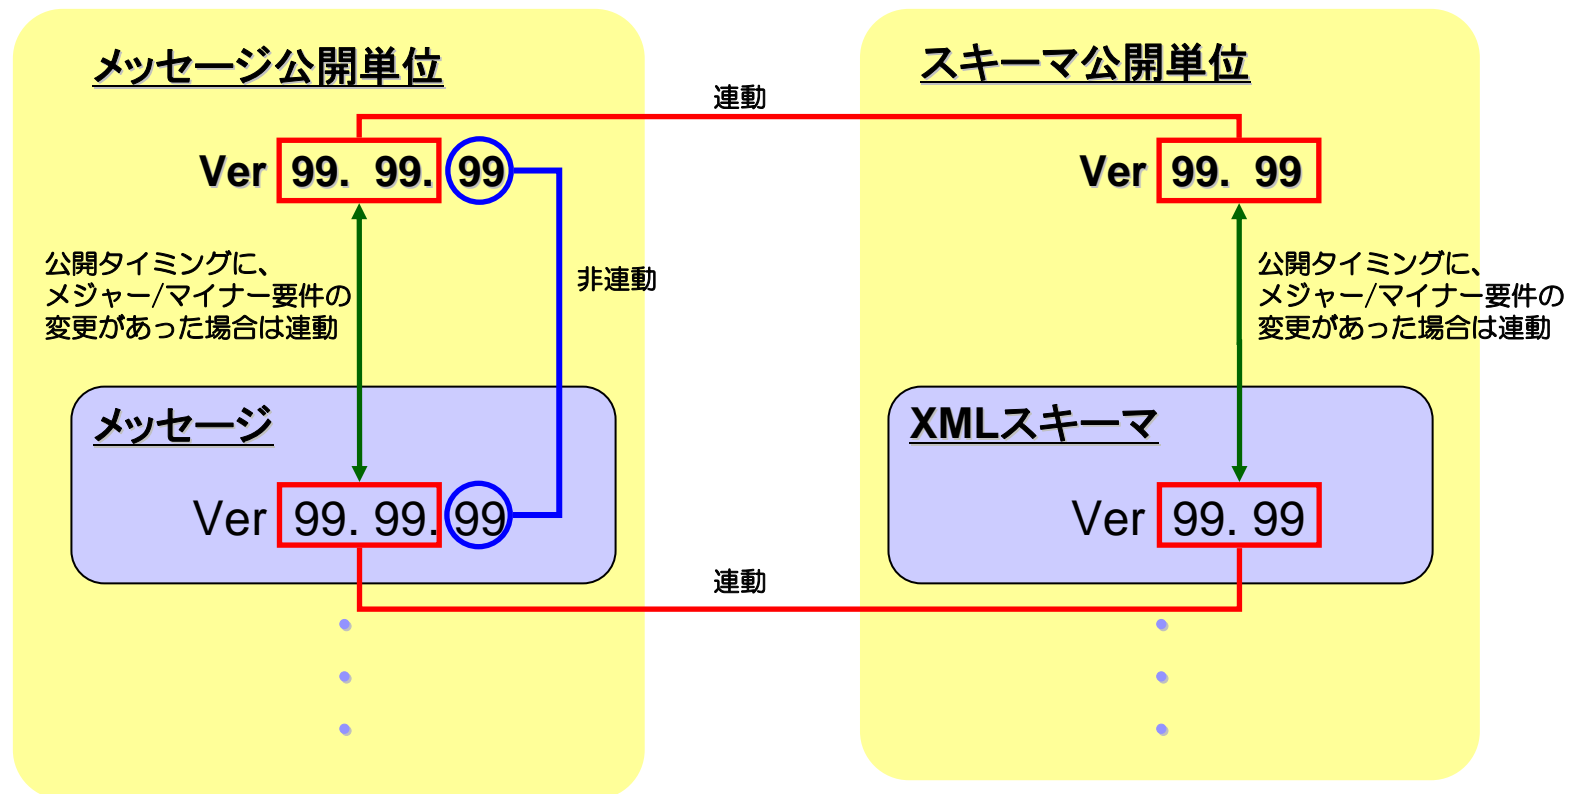 メッセージ公開単位
Ver 99. 99. 99
公開タイミングに、
メジャー/マイナー要件の
変更があった場合は連動
メッセージ
Ver 99. 99. 99
連動
非連動
連動
スキーマ公開単位
Ver 99. 99
公開タイミングに、
メジャー/マイナー要件の
変更があった場合は連動
XMLスキーマ
Ver 99. 99